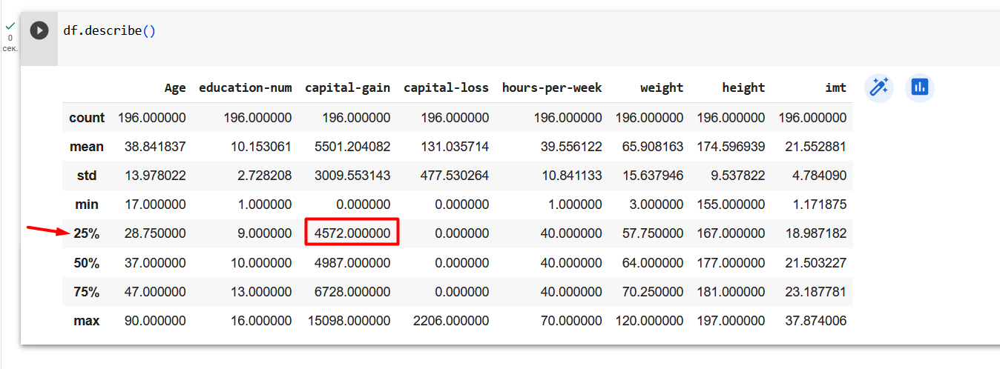 df.describe()
0
сек.
Age education-num capital-gain capital-loss hours-per-week weight height imt
count 196.000000 196.000000 196.000000 196.000000 196.000000 196.000000 196.000000 196.000000
mean 38.841837 10.153061 5501.204082 131.035714 39.556122 65.908163 174.596939 21.552881
std 13.978022 2.728208 3009.553143 477.530264 10.841133 15.637946 9.537822 4.784090
min 17.000000 1.000000 0.000000 0.000000 1.000000 3.000000 155.000000 1.171875
25% 28.750000 9.000000 4572.000000 0.000000 40.000000 57.750000 167.000000 18.987182
50% 37.000000 10.000000 4987.000000 0.000000 40.000000 64.000000 177.000000 21.503227
75% 47.000000 13.000000 6728.000000 0.000000 40.000000 70.250000 181.000000 23.187781
max 90.000000 16.000000 15098.000000 2206.000000 70.000000 120.000000 197.000000 37.874006